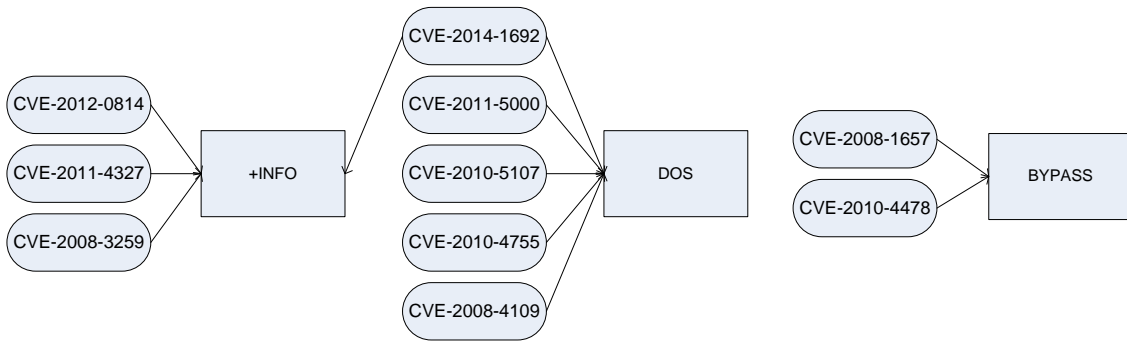 CVE-2012-0814
CVE-2011-4327
CVE-2008-3259
+INFO
CVE-2014-1692
CVE-2011-5000
CVE-2010-5107
CVE-2010-4755
CVE-2008-4109
DOS
CVE-2008-1657
CVE-2010-4478
BYPASS